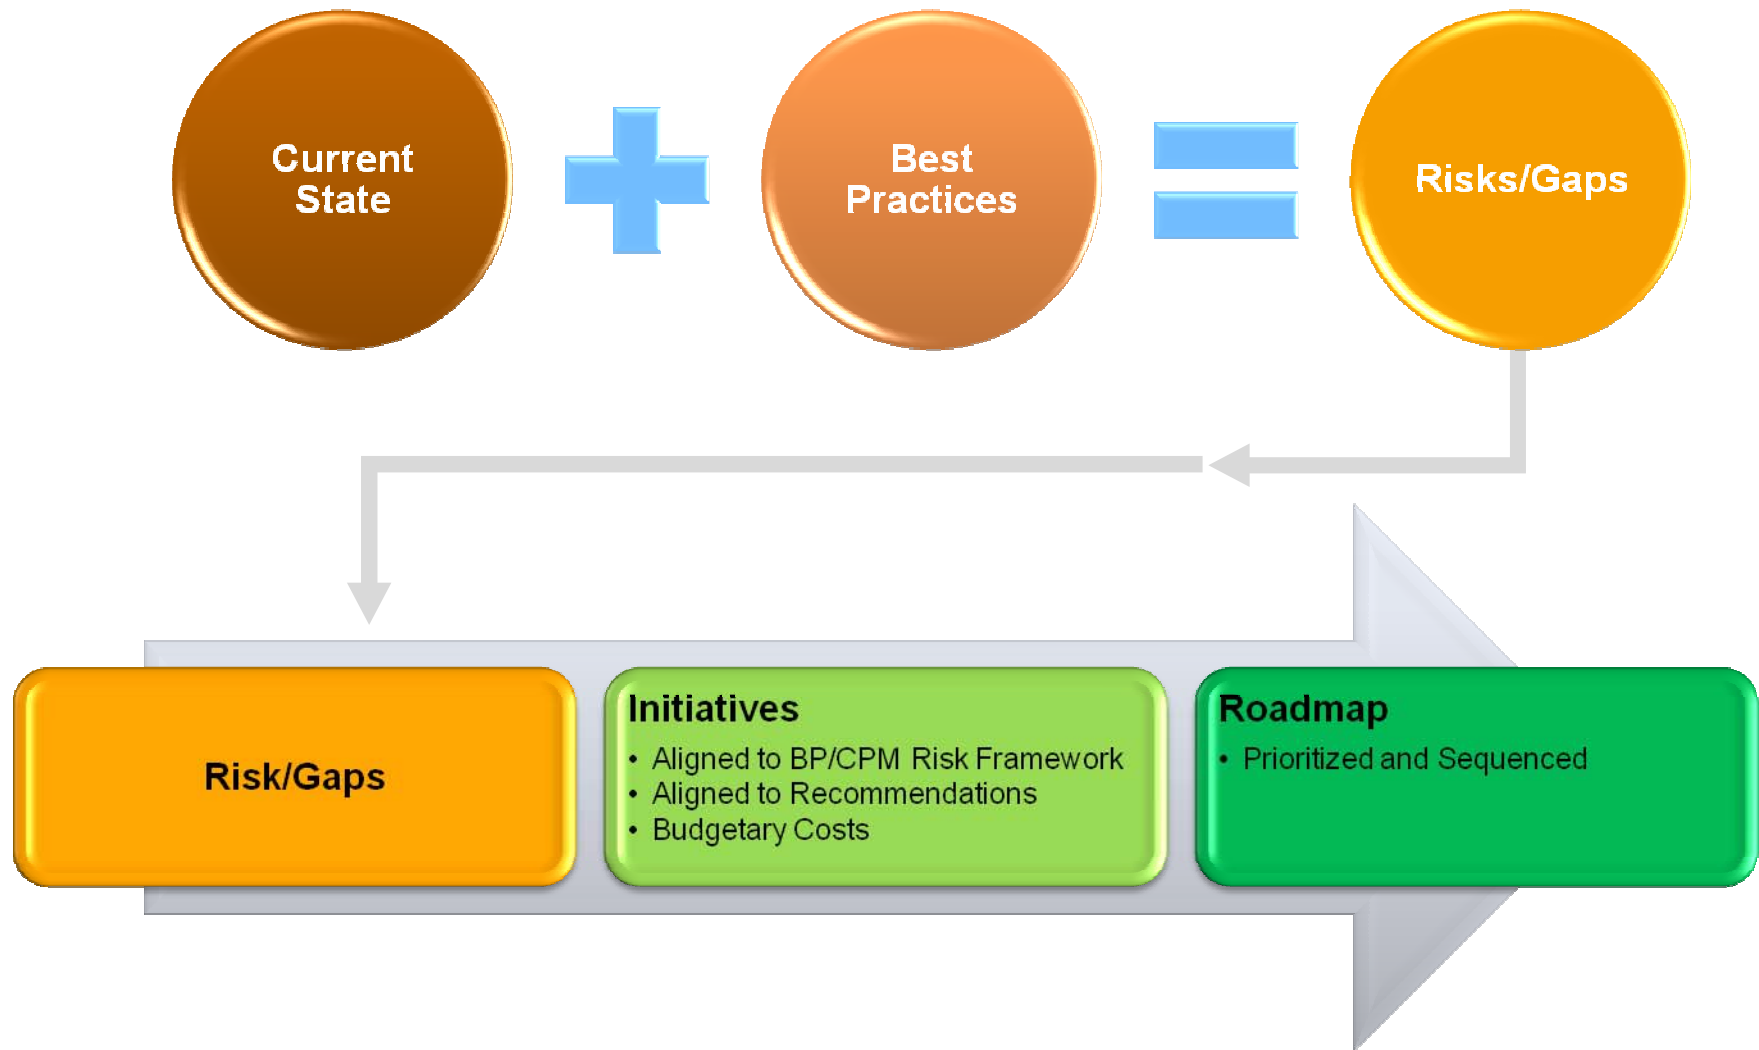 Current
State
Best
Practices
Risks/Gaps
Risk/Gaps
Initiatives
• Aligned to BP/CPM Risk Framework
• Aligned to Recommendations
• Budgetary Costs
Roadmap
• Prioritized and Sequenced